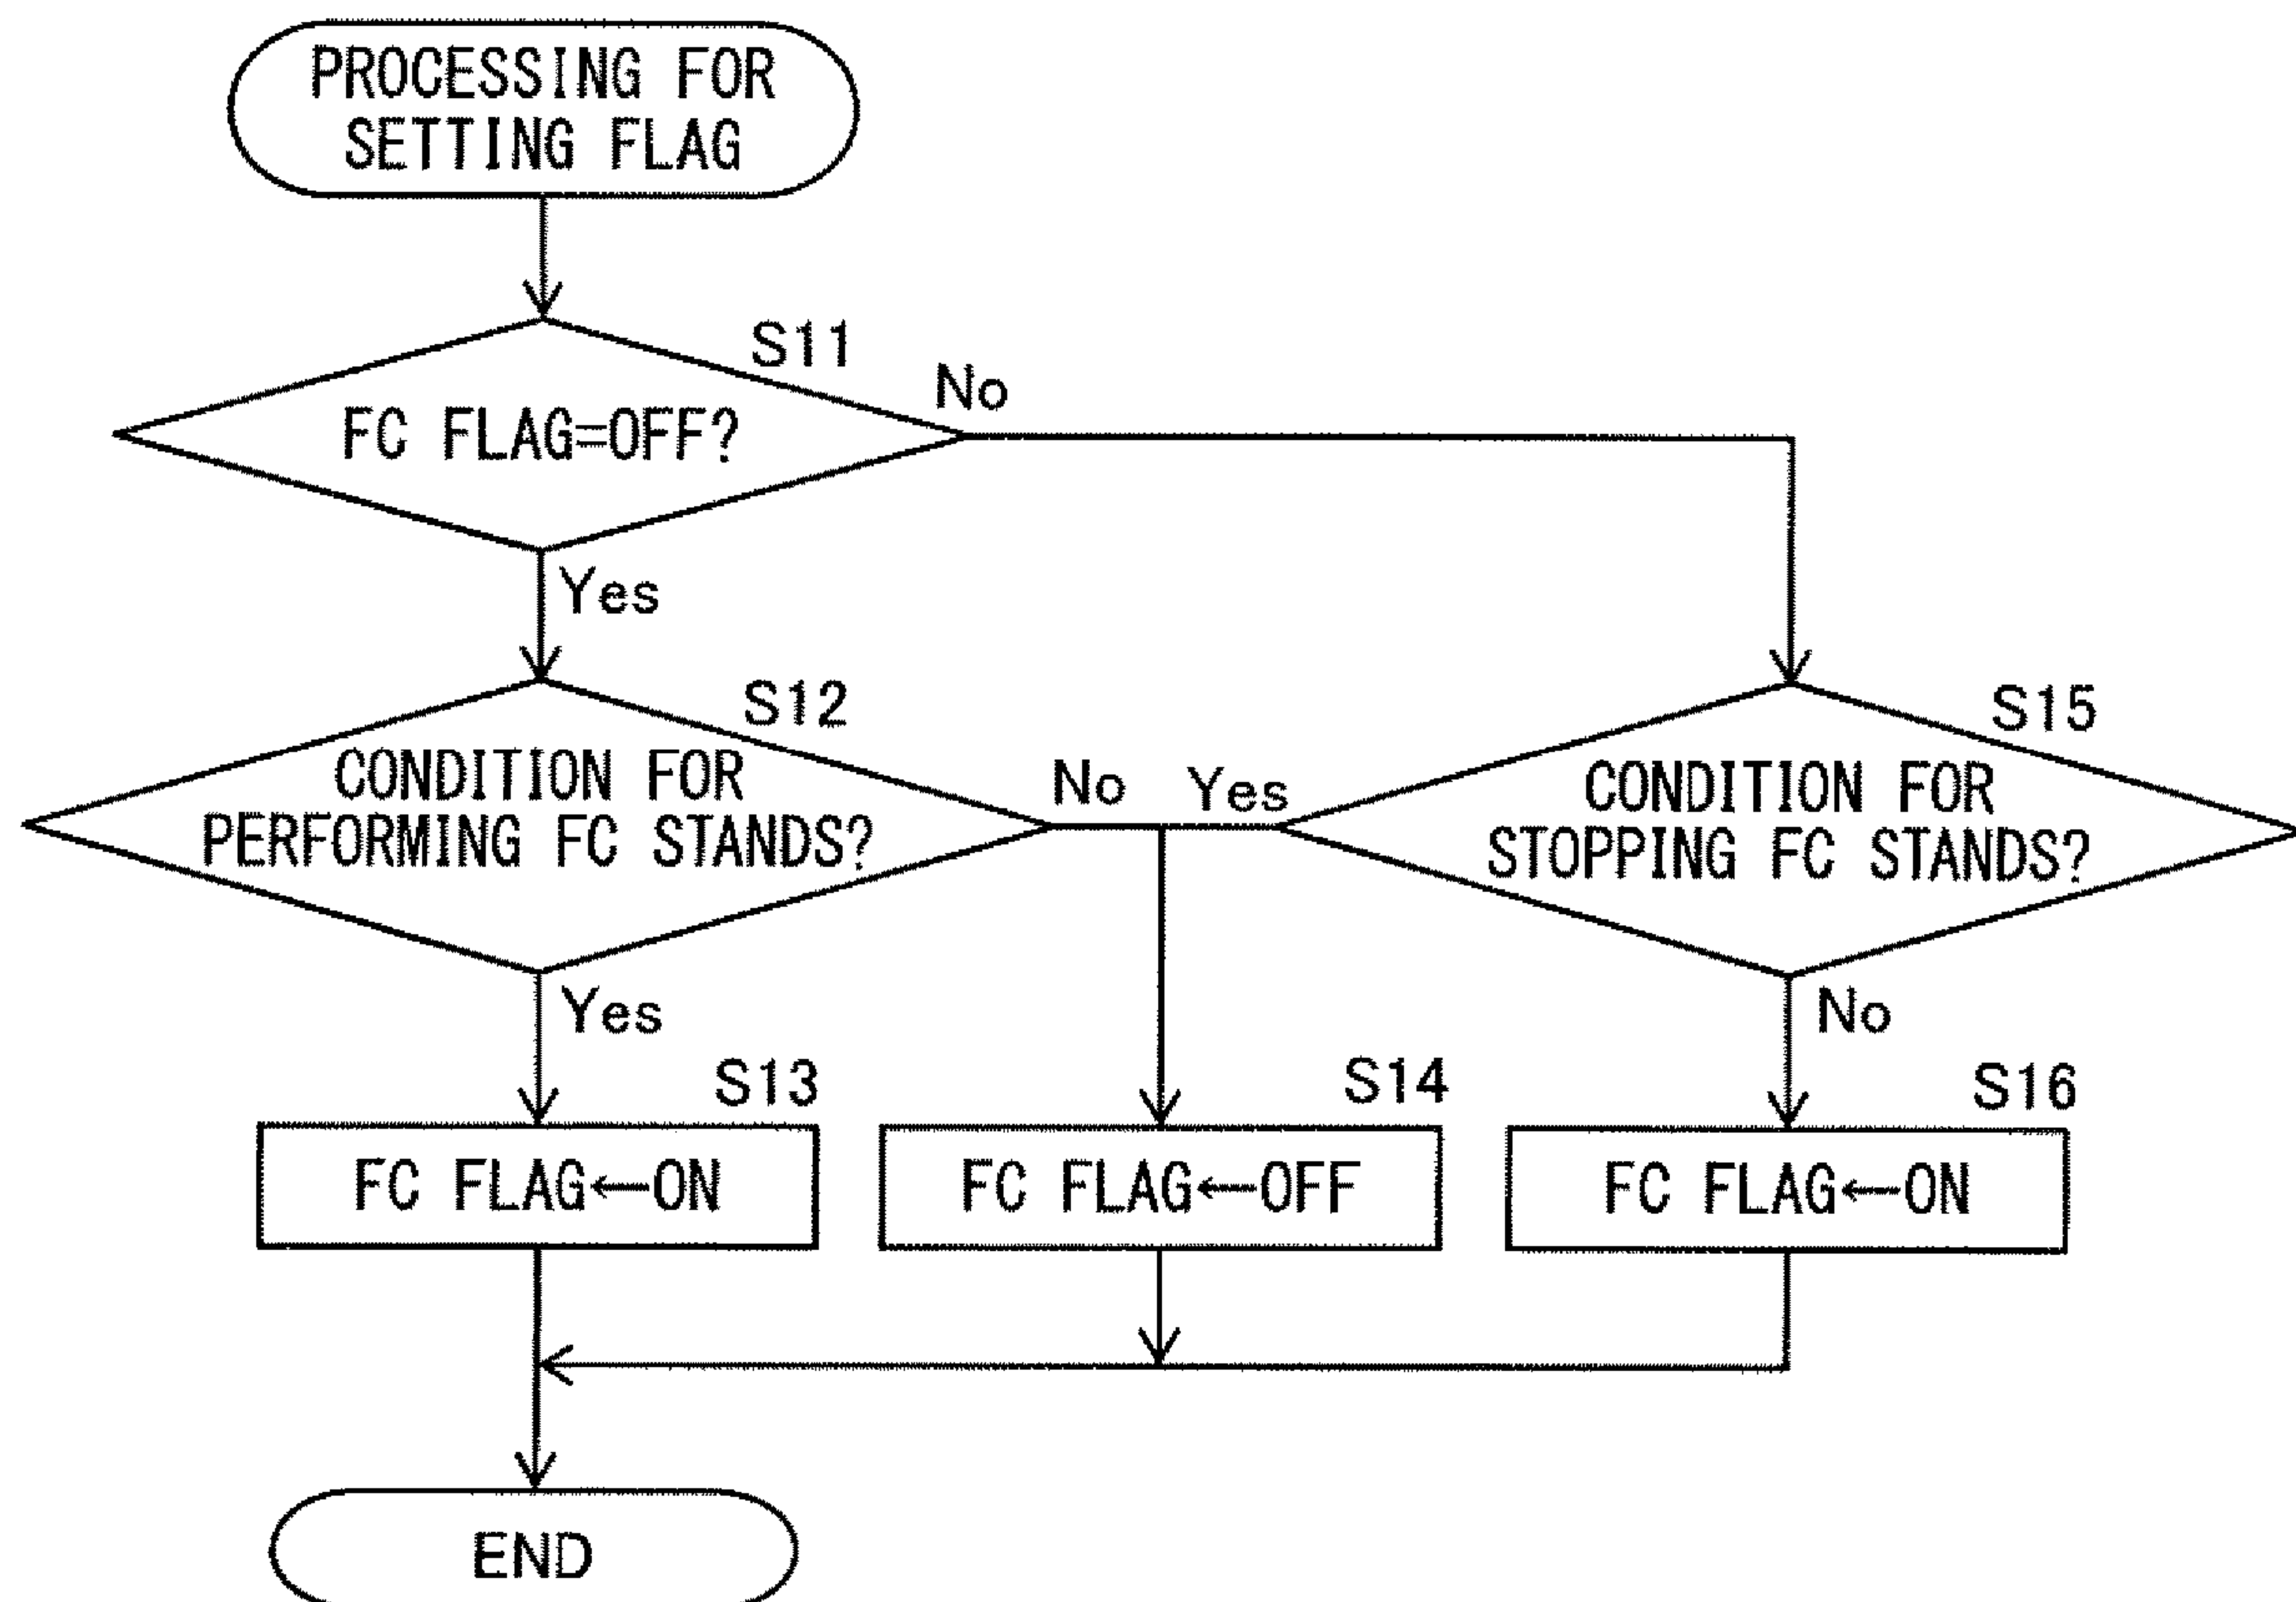 PROCESSING FOR
SETTING FLAG
S11
No
FC FLAG=OFF?
Yes
S12
CONDITION FOR
PERFORMING FC STANDS?
No
Yes
S15
CONDITION FOR
STOPPING FC STANDS?
Yes
No
S13
FC FLAG←ON
S14
FC FLAG←OFF
S16
FC FLAG←ON
END